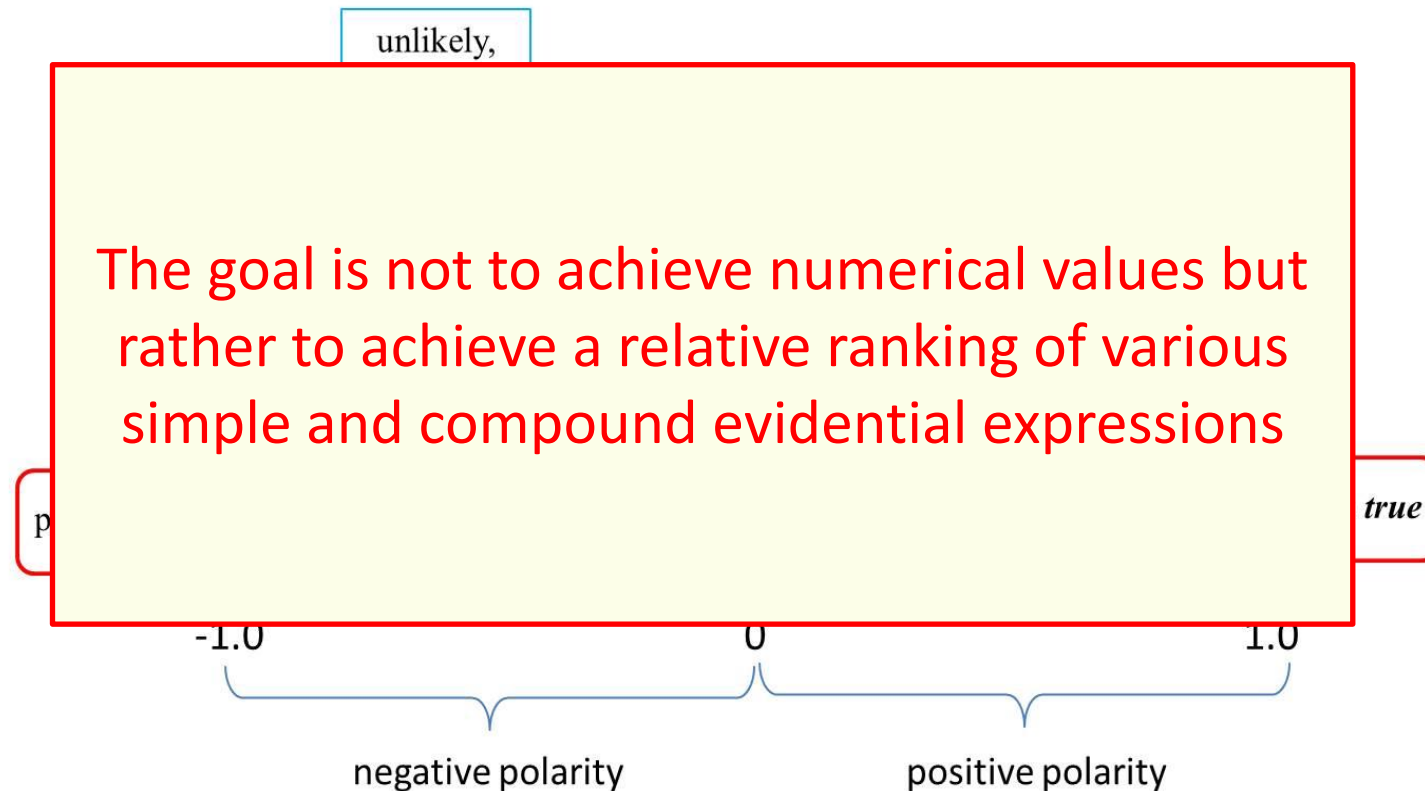 unlikely,
The goal is not to achieve numerical values but
rather to achieve a relative ranking of various
simple and compound evidential expressions
true
-1.0 0 1.0
negative polarity positive polarity